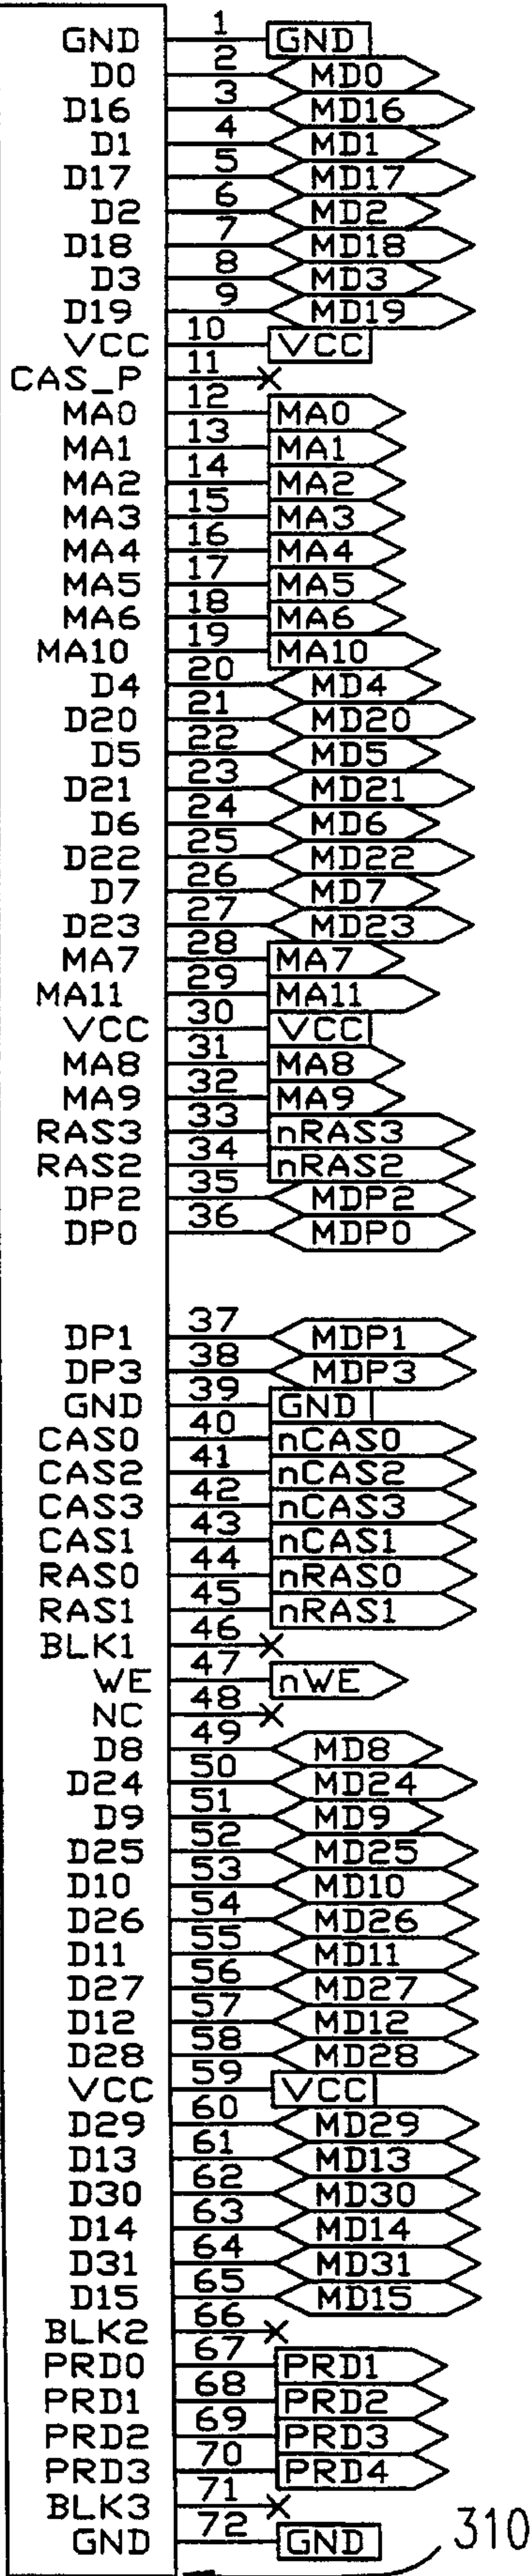 GND 1 GND
D0 2 MD0
D16 3 MD16
D1 4 MD1
D17 5 MD17
D2 6 MD2
D18 7 MD18
D3 8 MD3
D19 9 MD19
VCC 10 VCC
CAS_P 11
MA0 12 MA0
MA1 13 MA1
MA2 14 MA2
MA3 15 MA3
MA4 16 MA4
MA5 17 MA5
MA6 18 MA6
MA10 19 MA10
D4 20 MD4
D20 21 MD20
D5 22 MD5
D21 23 MD21
D6 24 MD6
D22 25 MD22
D7 26 MD7
D23 27 MD23
MA7 28 MA7
MA11 29 MA11
VCC 30 VCC
MA8 31 MA8
MA9 32 MA9
RAS3 33 nRAS3
RAS2 34 nRAS2
DP2 35 MDP2
DP0 36 MDP0
DP1 37 MDP1
DP3 38 MDP3
GND 39 GND
CAS0 40 nCAS0
CAS2 41 nCAS2
CAS3 42 nCAS3
CAS1 43 nCAS1
RAS0 44 nRAS0
RAS1 45 nRAS1
BLK1 46
WE 47 nWE
NC 48
D8 49 MD8
D24 50 MD24
D9 51 MD9
D25 52 MD25
D10 53 MD10
D26 54 MD26
D11 55 MD11
D27 56 MD27
D12 57 MD12
D28 58 MD28
VCC 59 VCC
D29 60 MD29
D13 61 MD13
D30 62 MD30
D14 63 MD14
D31 64 MD31
D15 65 MD15
BLK2 66
PRD0 67 PRD1
PRD1 68 PRD2
PRD2 69 PRD3
PRD3 70 PRD4
BLK3 71
GND 72 GND
310